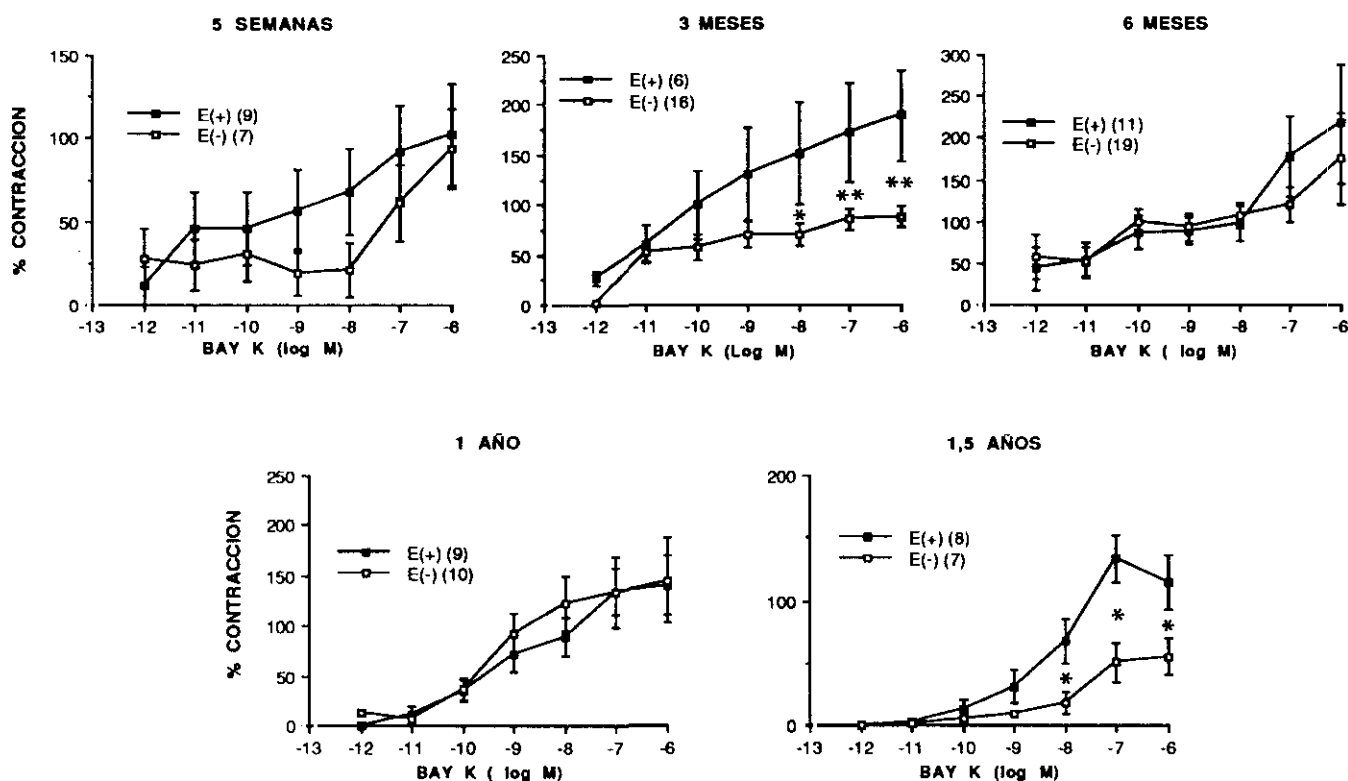 5 SEMANAS
3 MESES
6 MESES
% CONTRACCION
150
100
50
0
E(+) (9)
E(-) (7)
-13 -12 -11 -10 -9 -8 -7 -6
BAY K (log M)
250
200
150
100
50
0
E(+) (6)
E(-) (16)
* ** **
-13 -12 -11 -10 -9 -8 -7 -6
BAY K (Log M)
300
250
200
150
100
50
0
E(+) (11)
E(-) (19)
-13 -12 -11 -10 -9 -8 -7 -6
BAY K ( log M)
1 AÑO
1,5 AÑOS
% CONTRACCION
250
200
150
100
50
0
E(+) (9)
E(-) (10)
-13 -12 -11 -10 -9 -8 -7 -6
BAY K ( log M)
200
100
0
E(+) (8)
E(-) (7)
* * *
-13 -12 -11 -10 -9 -8 -7 -6
BAY K (log M)